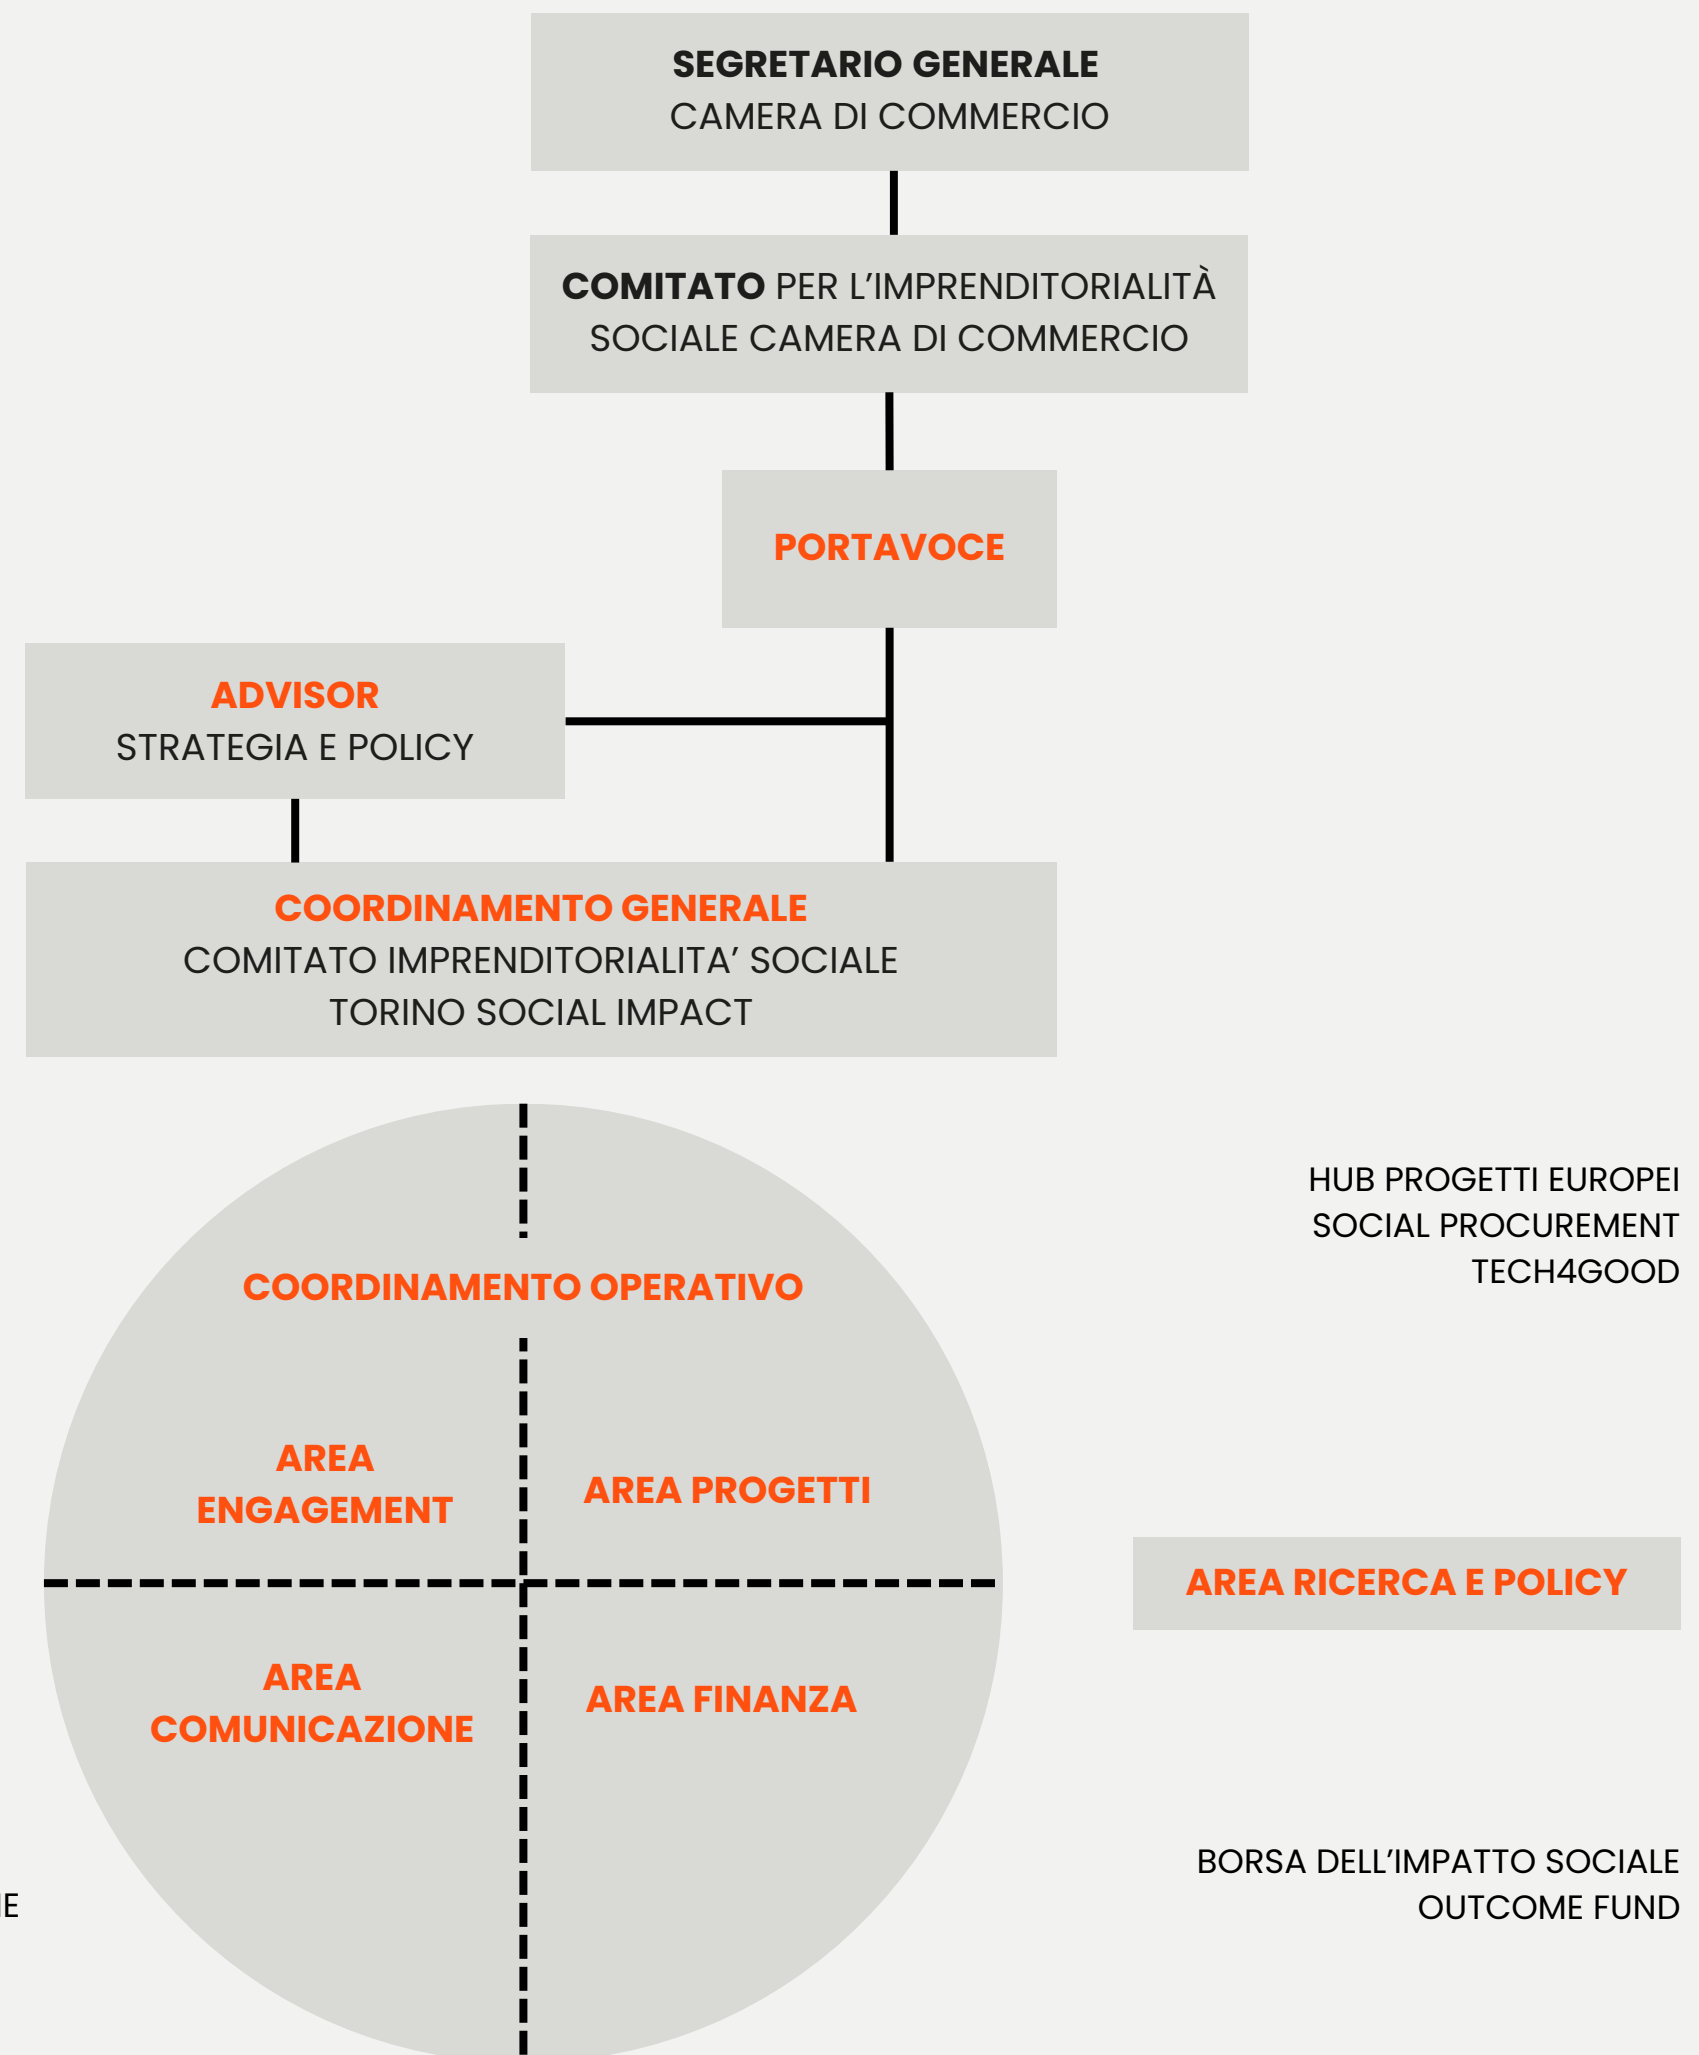 SEGRETARIO GENERALE
CAMERA DI COMMERCIO
COMITATO PER L'IMPRENDITORIALITÀ
SOCIALE CAMERA DI COMMERCIO
PORTAVOCE
ADVISOR
STRATEGIA E POLICY
COORDINAMENTO GENERALE
COMITATO IMPRENDITORIALITA’ SOCIALE
TORINO SOCIAL IMPACT
HUB PROGETTI EUROPEI
SOCIAL PROCUREMENT
TECH4GOOD
COORDINAMENTO OPERATIVO
AREA
ENGAGEMENT
AREA PROGETTI
AREA RICERCA E POLICY
AREA
COMUNICAZIONE
AREA FINANZA
BORSA DELL’IMPATTO SOCIALE
OUTCOME FUND